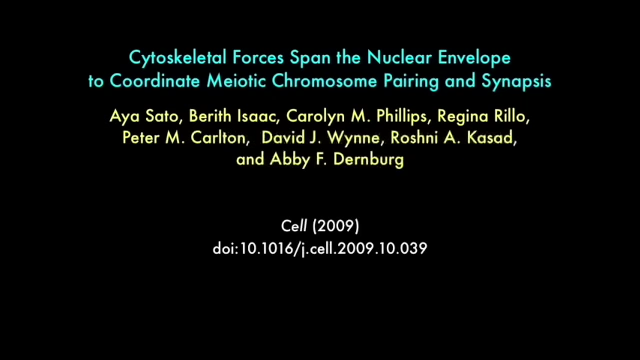 Cytoskeletal Forces Span the Nuclear Envelope
to Coordinate Meiotic Chromosome Pairing and Synapsis
Aya Sato, Berith Isaac, Carolyn M. Phillips, Regina Rillo,
Peter M. Carlton, David J. Wynne, Roshni A. Kasad,
and Abby F. Dernburg
Cell (2009)
doi:10.1016/j.cell.2009.10.039